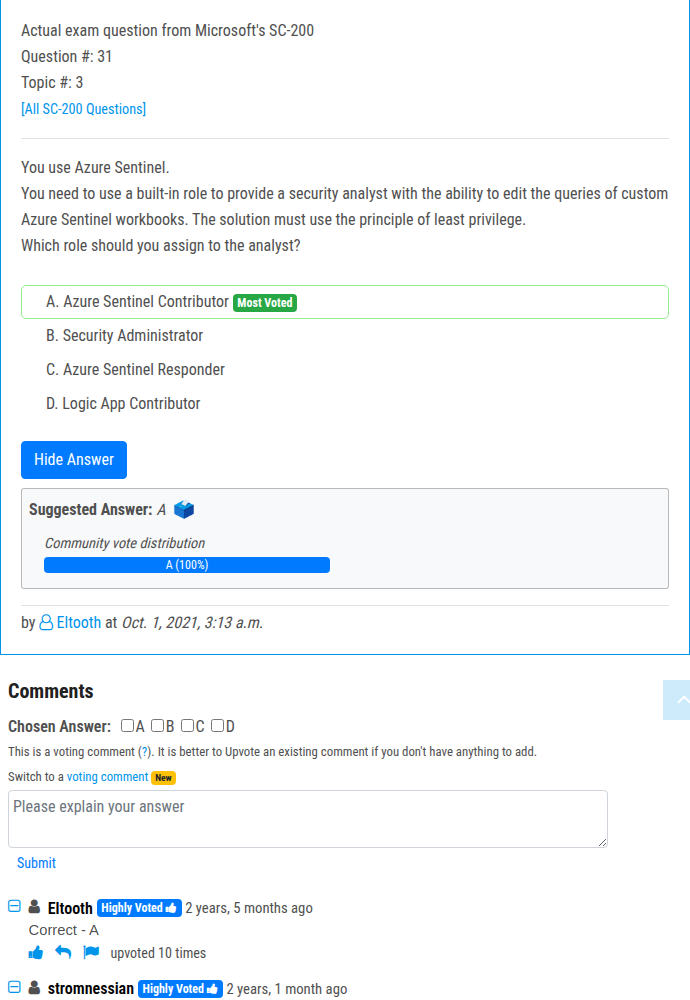 Actual exam question from Microsoft's SC-200
Question #: 31
Topic #: 3
[All SC-200 Questions]
You use Azure Sentinel.
You need to use a built-in role to provide a security analyst with the ability to edit the queries of custom
Azure Sentinel workbooks. The solution must use the principle of least privilege.
Which role should you assign to the analyst?
A. Azure Sentinel Contributor Most Voted
B. Security Administrator
C. Azure Sentinel Responder
D. Logic App Contributor
Hide Answer
Suggested Answer: A
Community vote distribution
A (100%)
by Eltooth at Oct. 1, 2021, 3:13 a.m.
Comments
Chosen Answer: A B C D
This is a voting comment (?). It is better to Upvote an existing comment if you don't have anything to add.
Switch to a voting comment New
Please explain your answer
Submit
Eltooth Highly Voted 2 years, 5 months ago
Correct - A
upvoted 10 times
stromnessian Highly Voted 2 years, 1 month ago